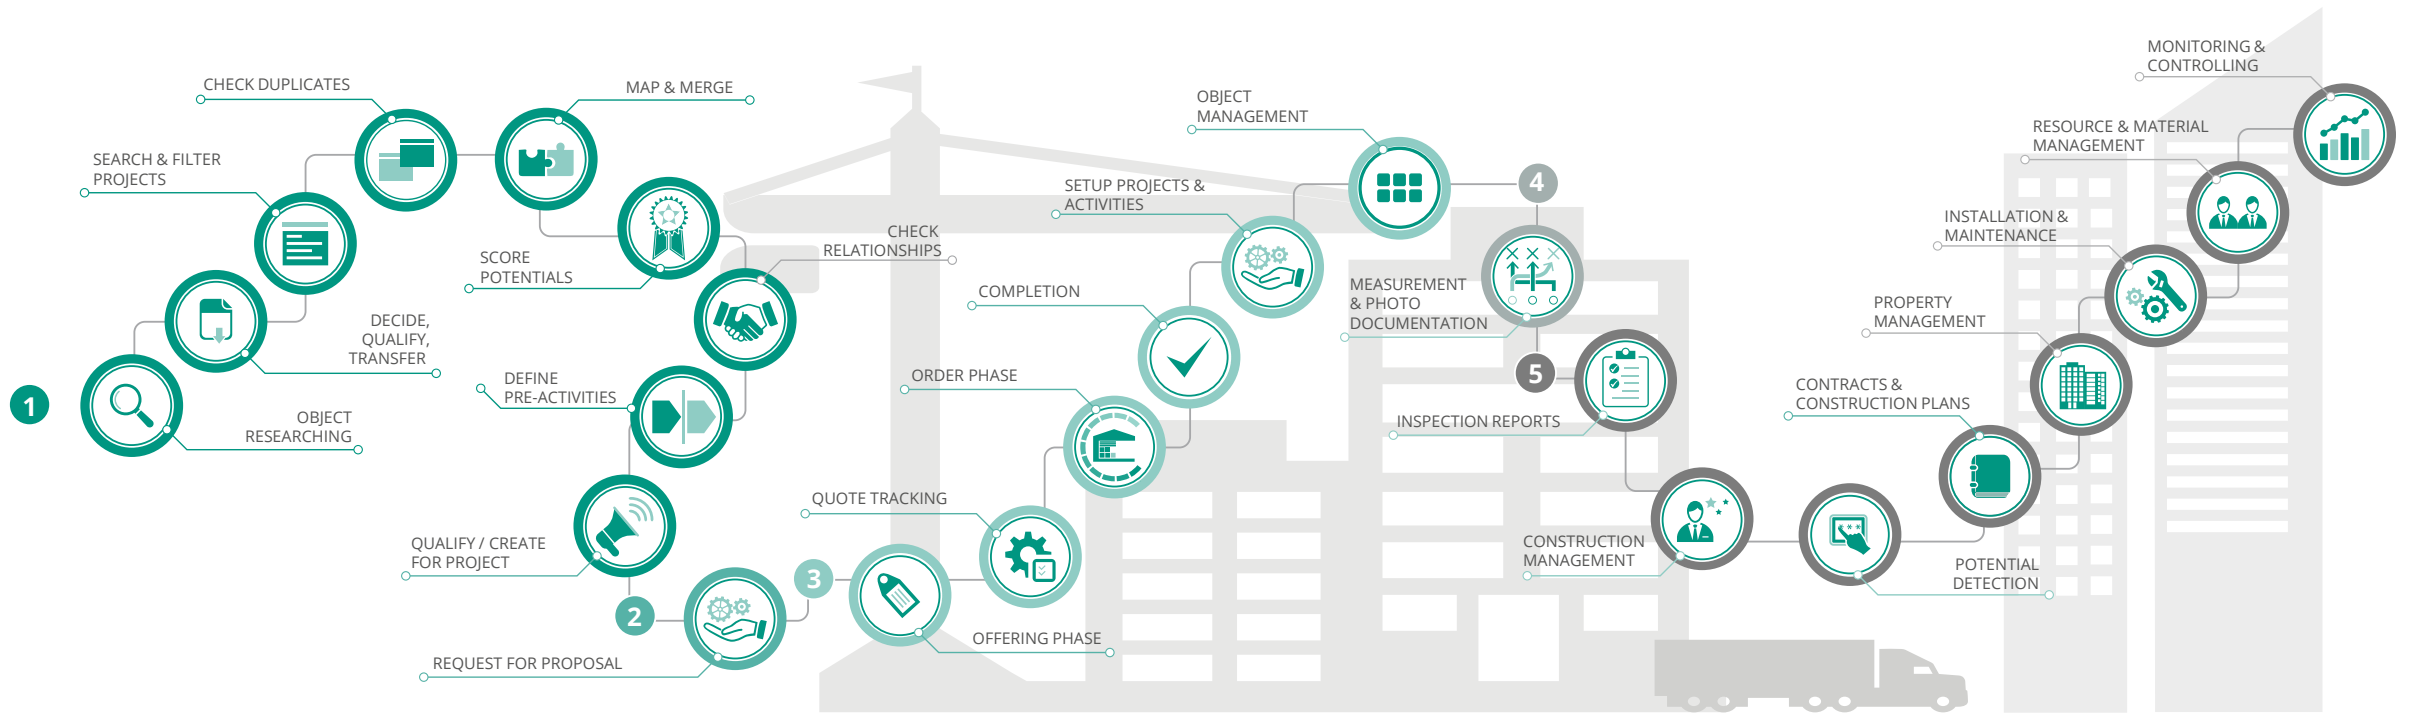 1
OBJECT
RESEARCHING
DECIDE,
QUALIFY,
TRANSFER
SEARCH & FILTER
PROJECTS
CHECK DUPLICATES
MAP & MERGE
SCORE
POTENTIALS
CHECK
RELATIONSHIPS
DEFINE
PRE-ACTIVITIES
QUALIFY / CREATE
FOR PROJECT
2
REQUEST FOR PROPOSAL
3
OFFERING PHASE
QUOTE TRACKING
ORDER PHASE
COMPLETION
SETUP PROJECTS &
ACTIVITIES
OBJECT
MANAGEMENT
4
MEASUREMENT
& PHOTO
DOCUMENTATION
5
INSPECTION REPORTS
CONSTRUCTION
MANAGEMENT
POTENTIAL
DETECTION
CONTRACTS &
CONSTRUCTION PLANS
PROPERTY
MANAGEMENT
INSTALLATION &
MAINTENANCE
RESOURCE & MATERIAL
MANAGEMENT
MONITORING &
CONTROLLING